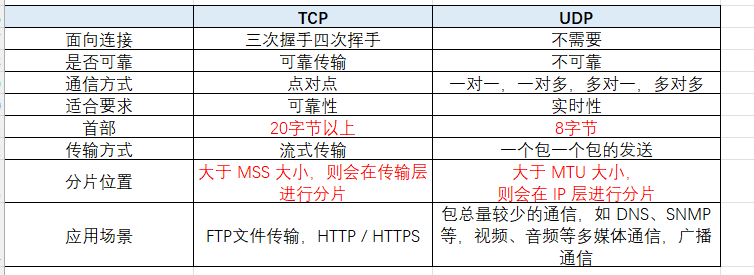 TCP UDP
面向连接 三次握手四次挥手 不需要
是否可靠 可靠传输 不可靠
通信方式 点对点 一对一，一对多，多对一，多对多
适合要求 可靠性 实时性
首部 20字节以上 8字节
传输方式 流式传输 一个包一个包的发送
分片位置 大于 MSS 大小，则会在传输层
进行分片
大于 MTU 大小，
则会在 IP 层进行分片
应用场景 FTP文件传输，HTTP / HTTPS
包总量较少的通信，如 DNS、SNMP
等，视频、音频等多媒体通信，广播
通信